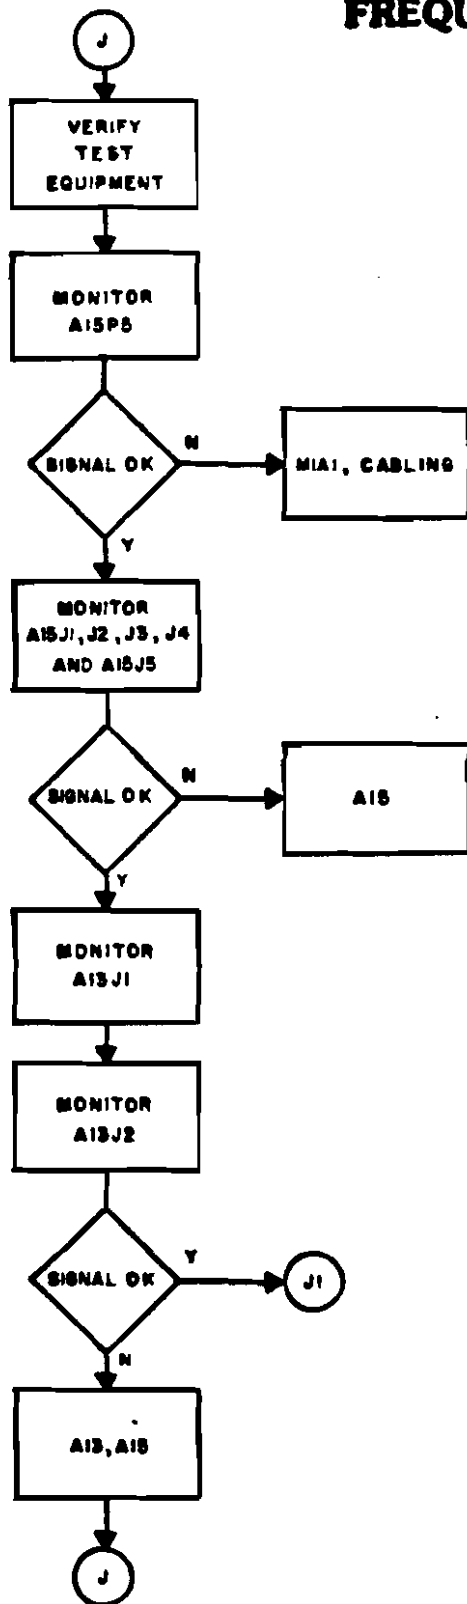 FREQU
J
VERIFY
TEST
EQUIPMENT
MONITOR
A15P5
SIGNAL OK
N
M1A1, CABLING
Y
MONITOR
A15J1, J2, J3, J4
AND A15J5
SIGNAL OK
N
A15
Y
MONITOR
A13J1
MONITOR
A13J2
SIGNAL OK
Y
J1
N
A13, A15
J